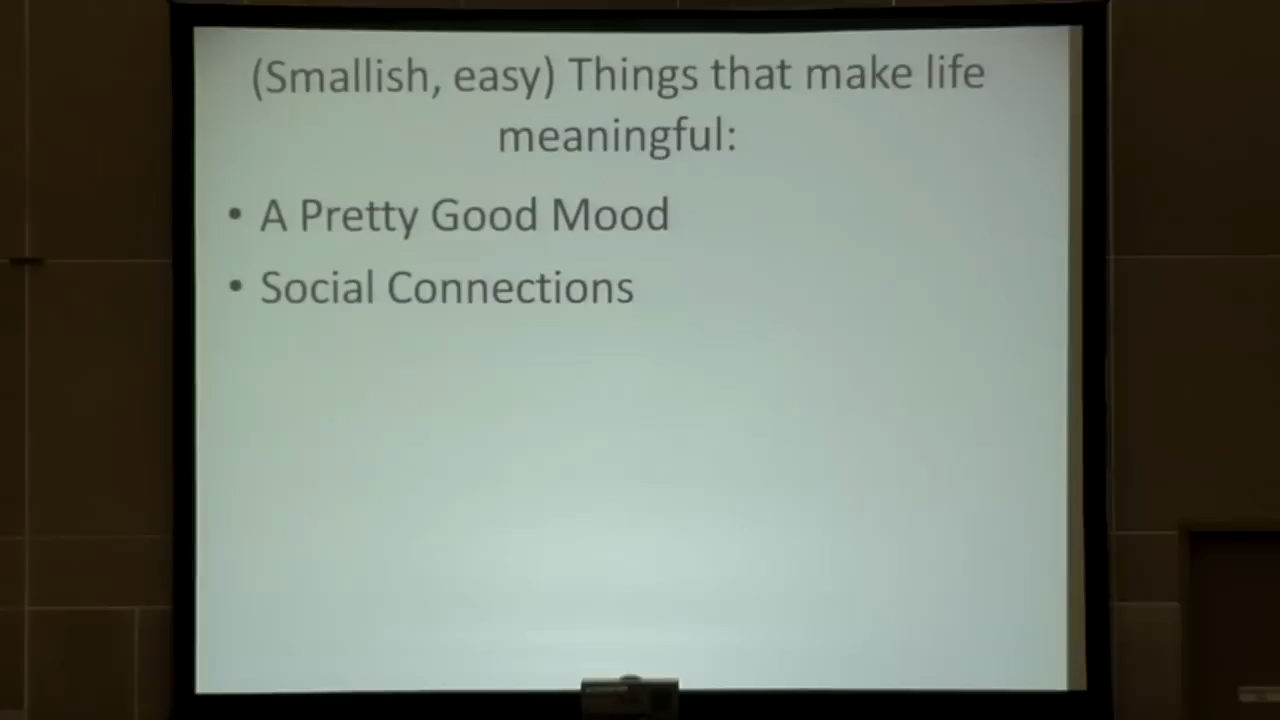 (Smallish, easy) Things that make life
meaningful:
• A Pretty Good Mood
• Social Connections